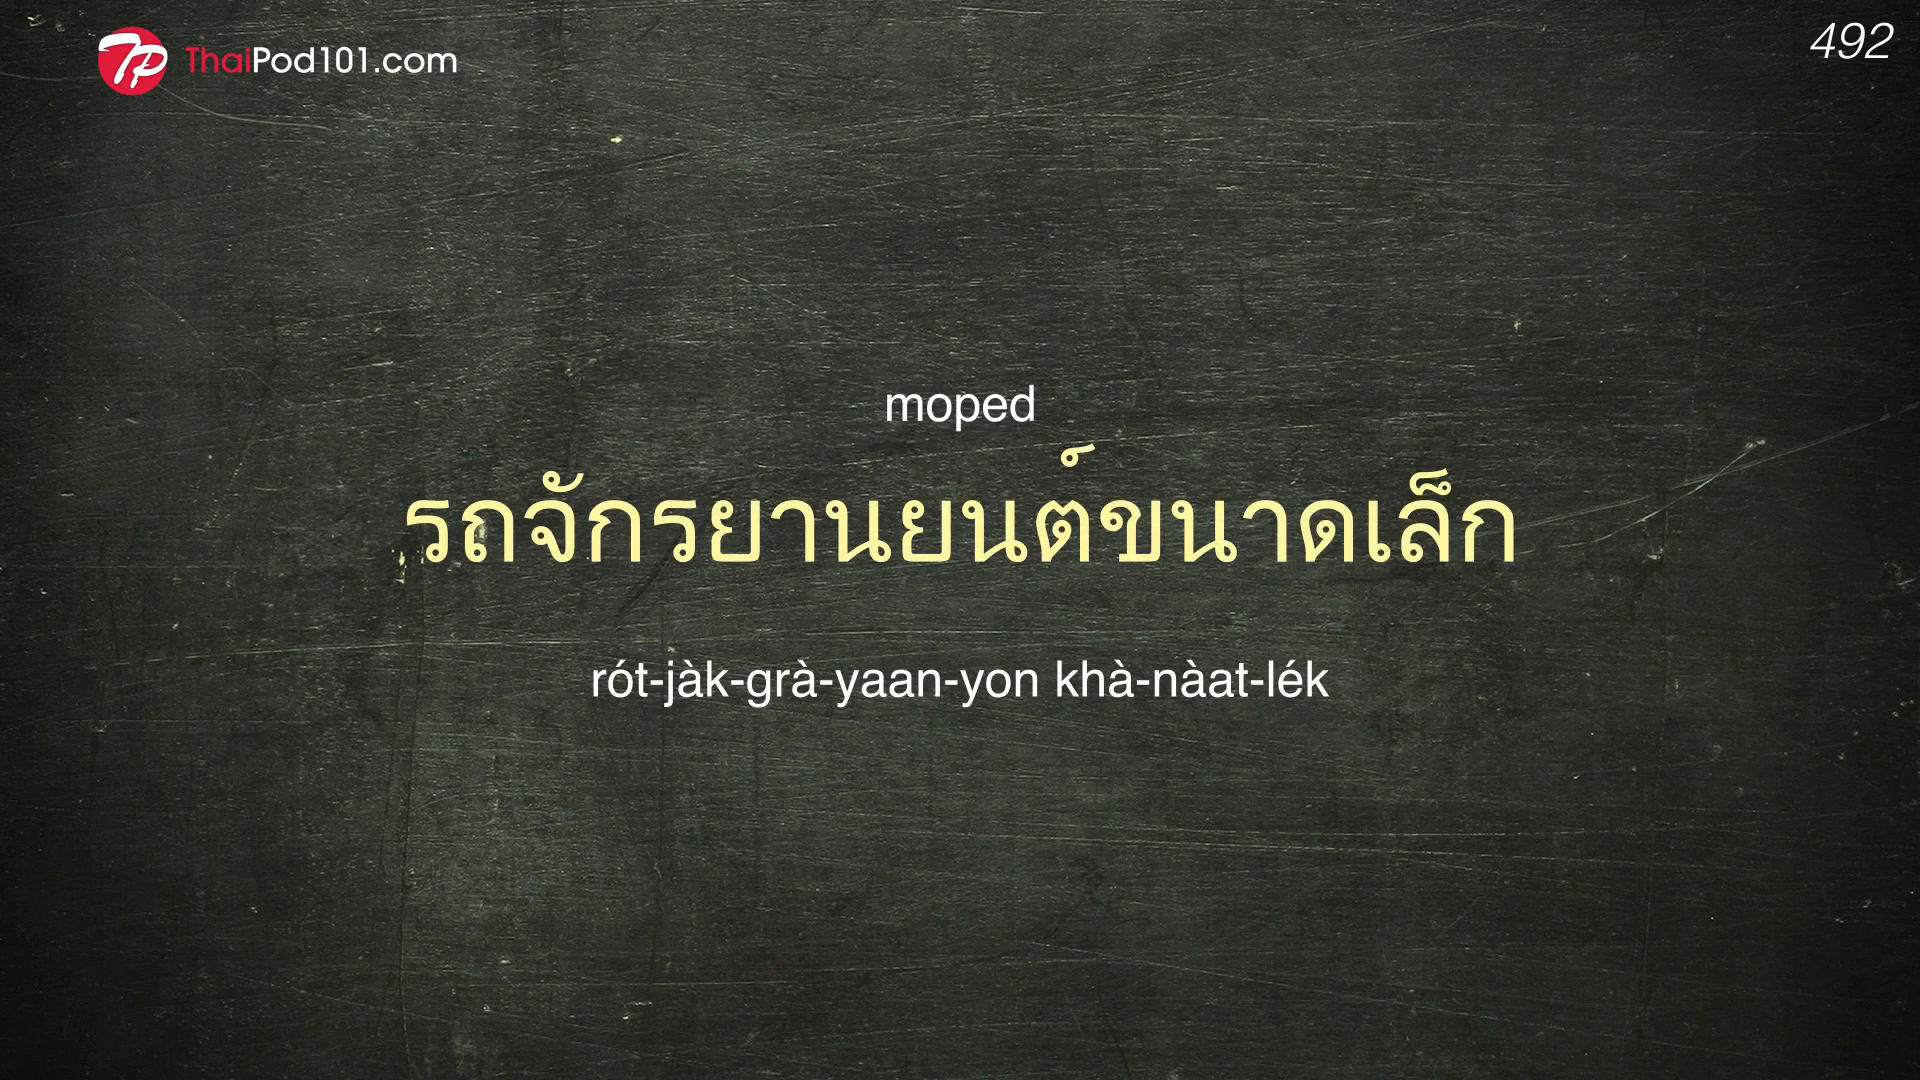 TP ThaiPod101.com
492
moped
รถจักรยานยนต์ขนาดเล็ก
rót-jàk-grà-yaan-yon khà-nàat-lék